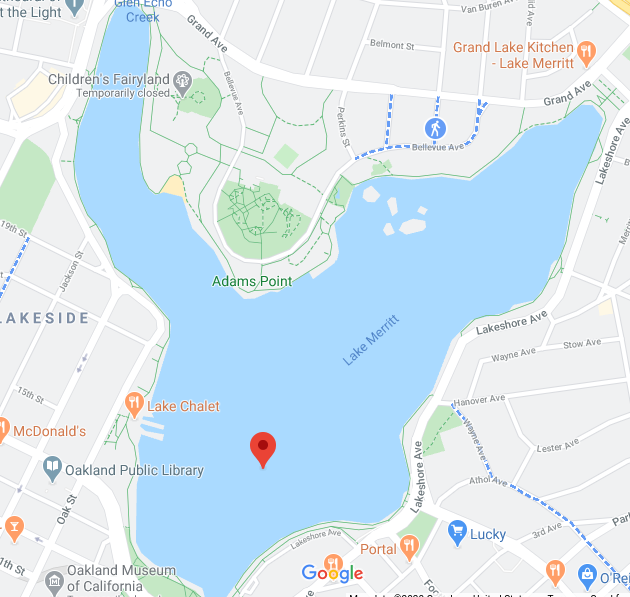 the Light
Glen Echo
Creek
Grand Ave
Van Buren Ave
Belmont St
Grand Lake Kitchen
- Lake Merritt
Children's Fairyland
Temporarily closed
Bellevue Ave
Perkins St
Grand Ave
Bellevue Ave
Lakeshore Ave
19th St
Jackson St
Adams Point
LAKESIDE
Lake Merritt
Lakeshore Ave
Wayne Ave
Stow Ave
15th St
Lake Chalet
Hanover Ave
McDonald's
Wayne Ave
Lester Ave
Oakland Public Library
Lakeshore Ave
Athol Ave
Oak St
Lakeshore Ave
Lucky
3rd Ave
Portal
Oakland Museum
of California
Google